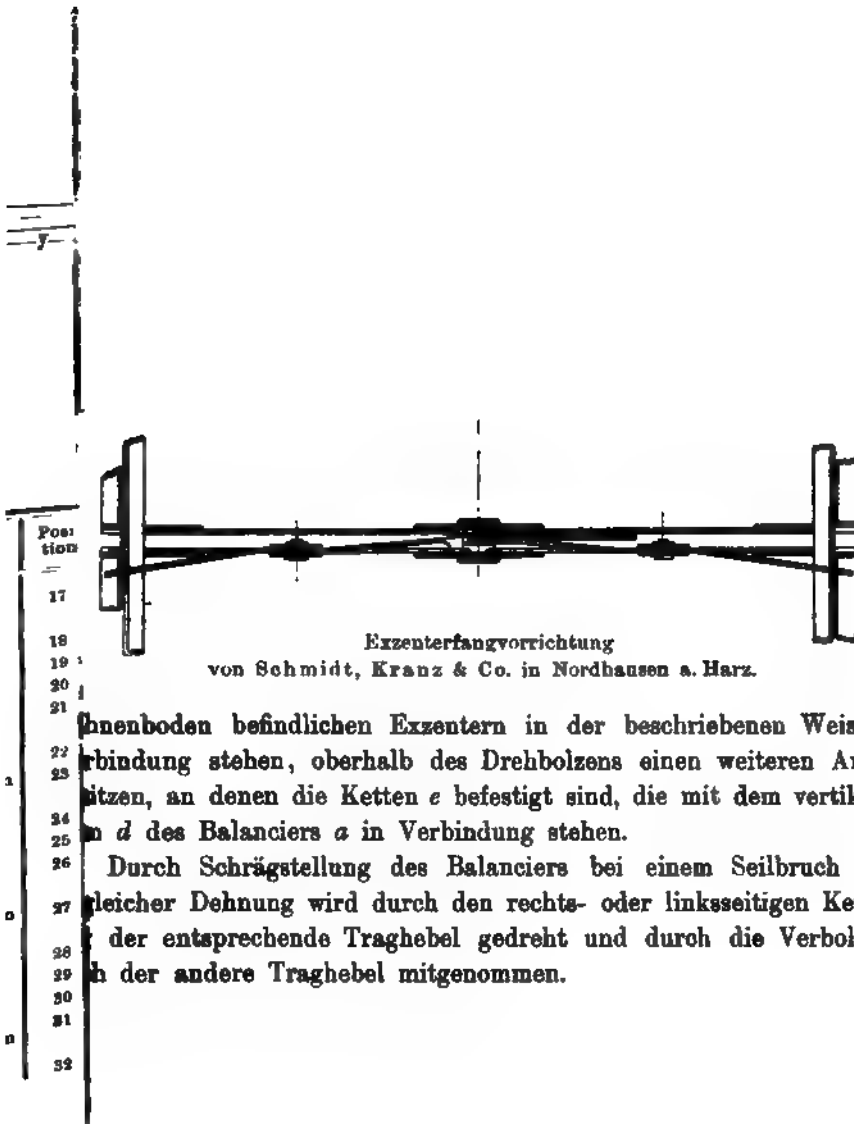 y
Posi
tion
17
18
19
20
21
22
23
24
25
26
27
28
29
30
31
32
n
Exzenterfangvorrichtung
von Schmidt, Kranz & Co. in Nordhausen a. Harz.
hnenboden befindlichen Exzentern in der beschriebenen Weis
rbindung stehen, oberhalb des Drehbolzens einen weiteren Ar
itzen, an denen die Ketten e befestigt sind, die mit dem vertik
n d des Balanciers a in Verbindung stehen.
Durch Schrägstellung des Balanciers bei einem Seilbruch
gleicher Dehnung wird durch den rechts- oder linksseitigen Ke
der entsprechende Traghebel gedreht und durch die Verbol
h der andere Traghebel mitgenommen.